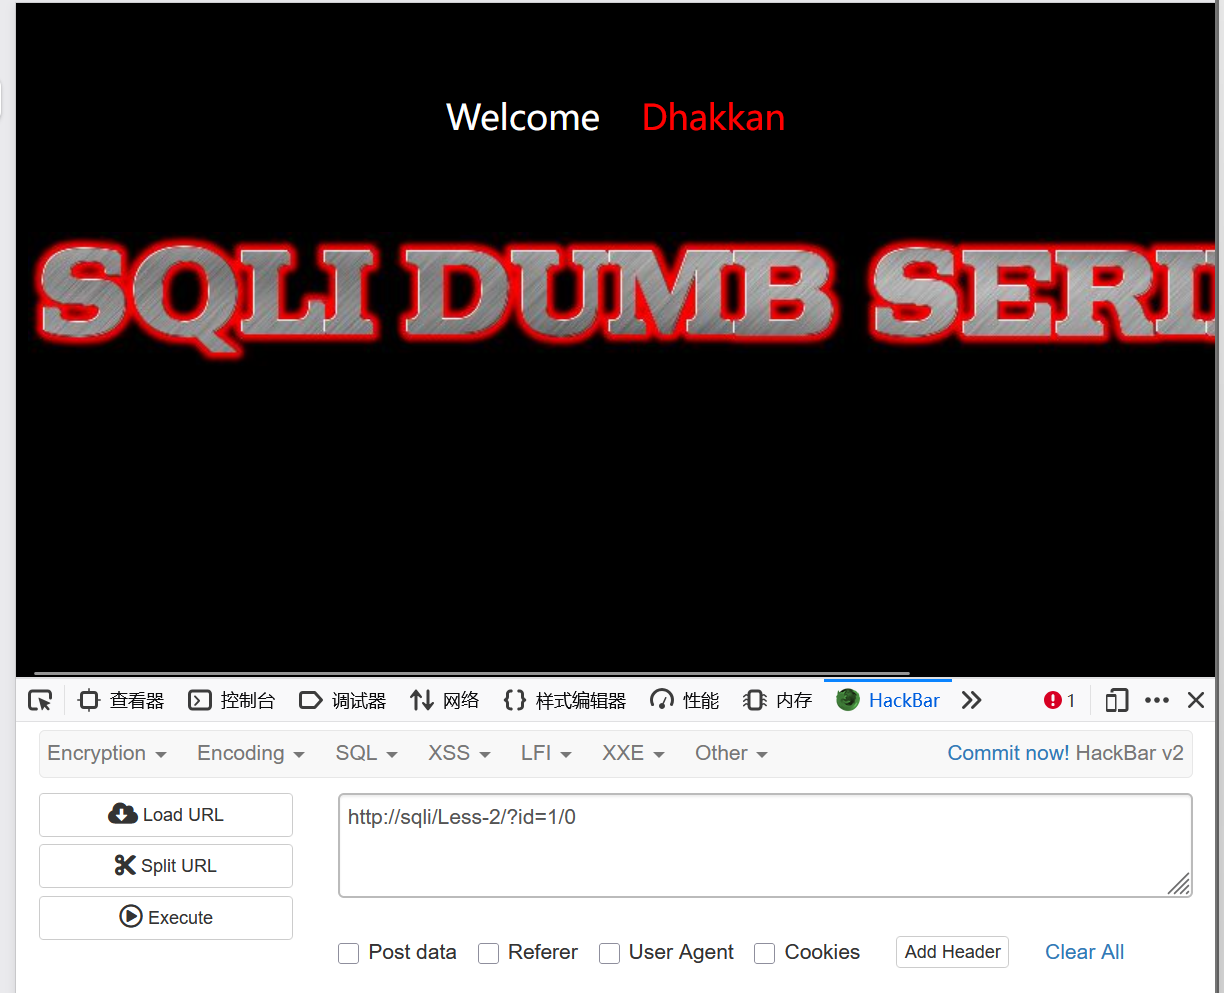 Welcome Dhakkan
SQLI DUMB SERI
查看器 控制台 调试器 网络 {} 样式编辑器 性能 内存 HackBar 1
Encryption Encoding SQL XSS LFI XXE Other Commit now! HackBar v2
Load URL
http://sqli/Less-2/?id=1/0
Split URL
Execute
Post data Referer User Agent Cookies Add Header Clear All